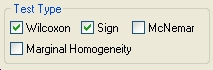 Test Type
Wilcoxon Sign McNemar
Marginal Homogeneity